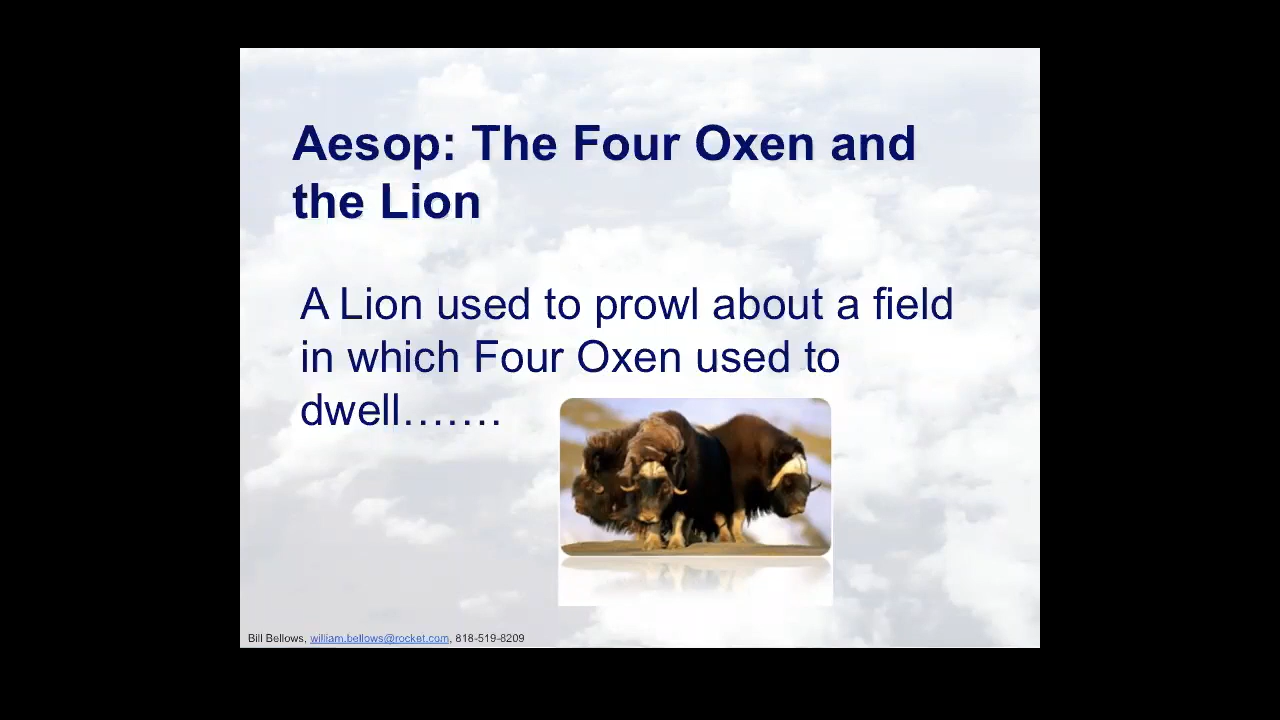 Aesop: The Four Oxen and
the Lion
A Lion used to prowl about a field
in which Four Oxen used to
dwell…….
Bill Bellows, william.bellows@rocket.com, 818-519-8209